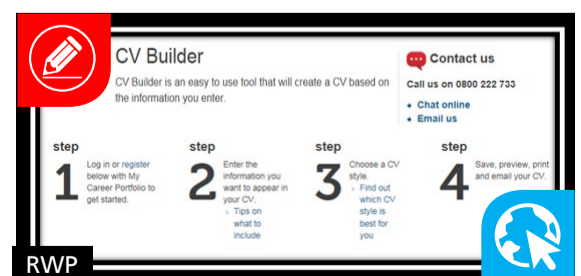 CV Builder
CV Builder is an easy to use tool that will create a CV based on
the information you enter.
Contact us
Call us on 0800 222 733
Chat online
Email us
step
1
Log in or register
below with My
Career Portfolio to
get started.
step
2
Enter the
information you
want to appear in
your CV.
Tips on
what to
include
step
3
Choose a CV
style.
Find out
which CV
style is
best for
you
step
4
Save, preview, print
and email your CV.
RWP